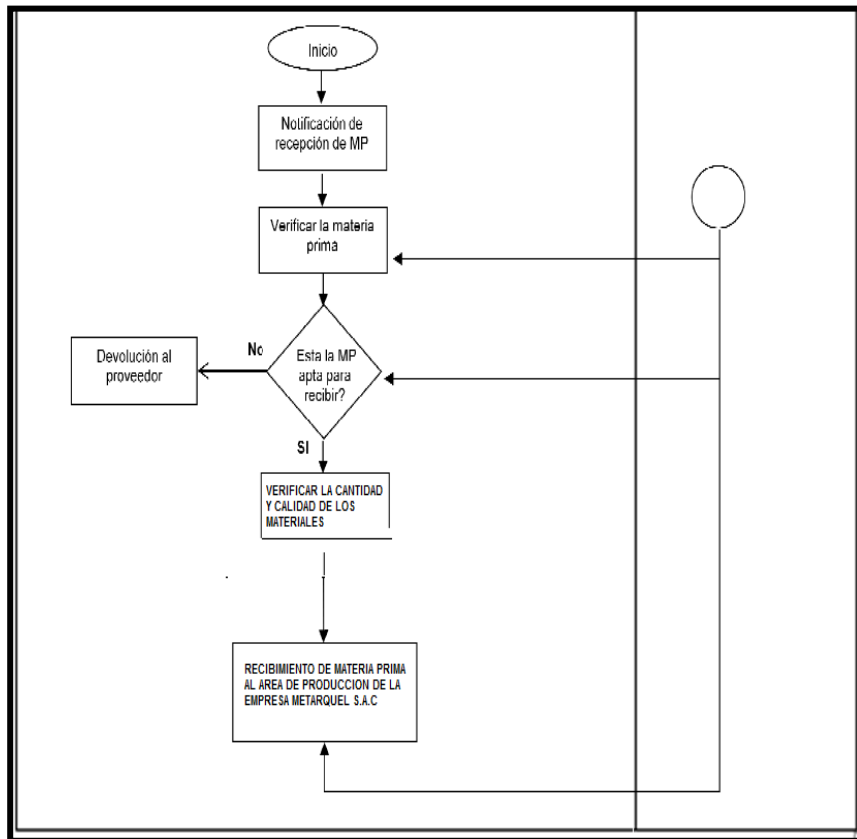 Inicio
Notificación de
recepción de MP
Verificar la materia
prima
Devolución al
proveedor
No
Esta la MP
apta para
recibir?
SI
VERIFICAR LA CANTIDAD
Y CALIDAD DE LOS
MATERIALES
RECIBIMIENTO DE MATERIA PRIMA
AL AREA DE PRODUCCION DE LA
EMPRESA METARQUEL S.A.C